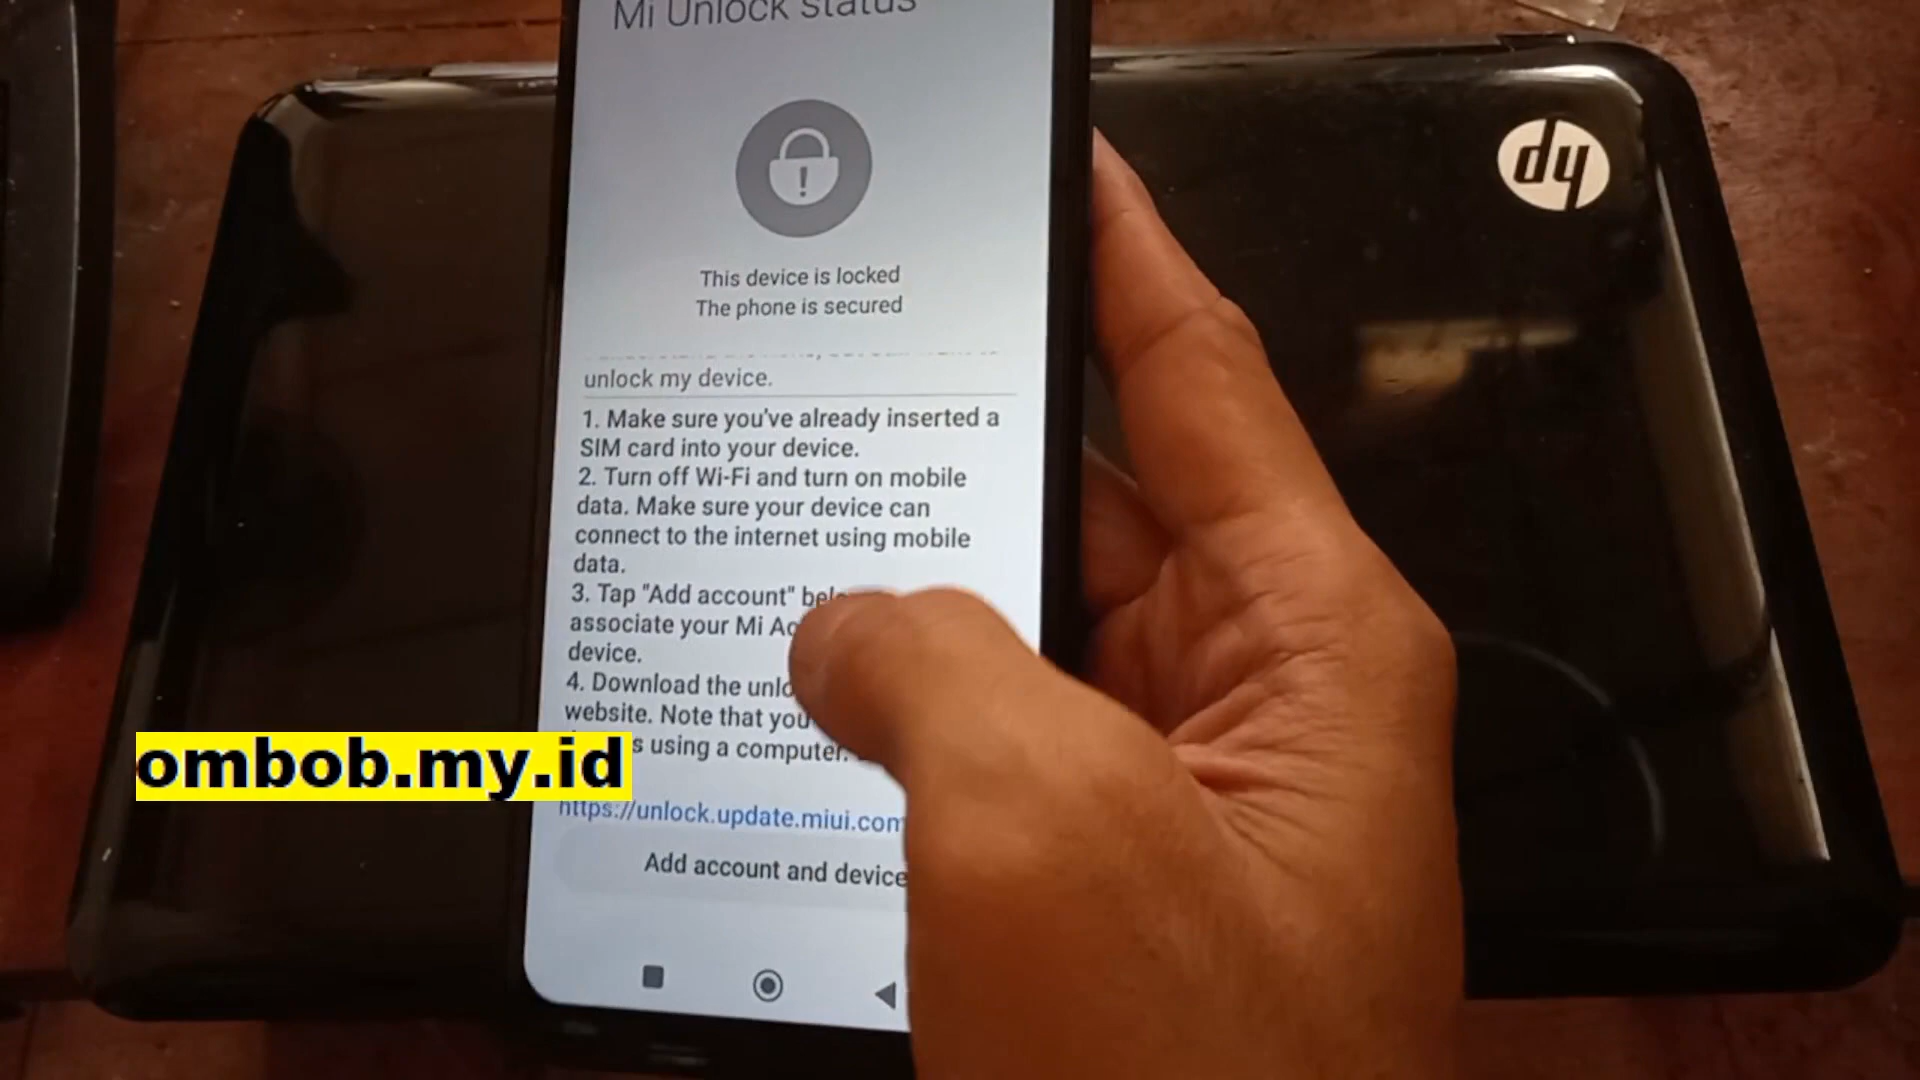 Mi Unlock status
This device is locked
The phone is secured
unlock my device.
1. Make sure you've already inserted a
SIM card into your device.
2. Turn off Wi-Fi and turn on mobile
data. Make sure your device can
connect to the internet using mobile
data.
3. Tap "Add account"
associate your Mi
device.
4. Download the
website. Note that you
using a computer.
ombob.my.id
https://unlock.update.miui.com
Add account and device
hp